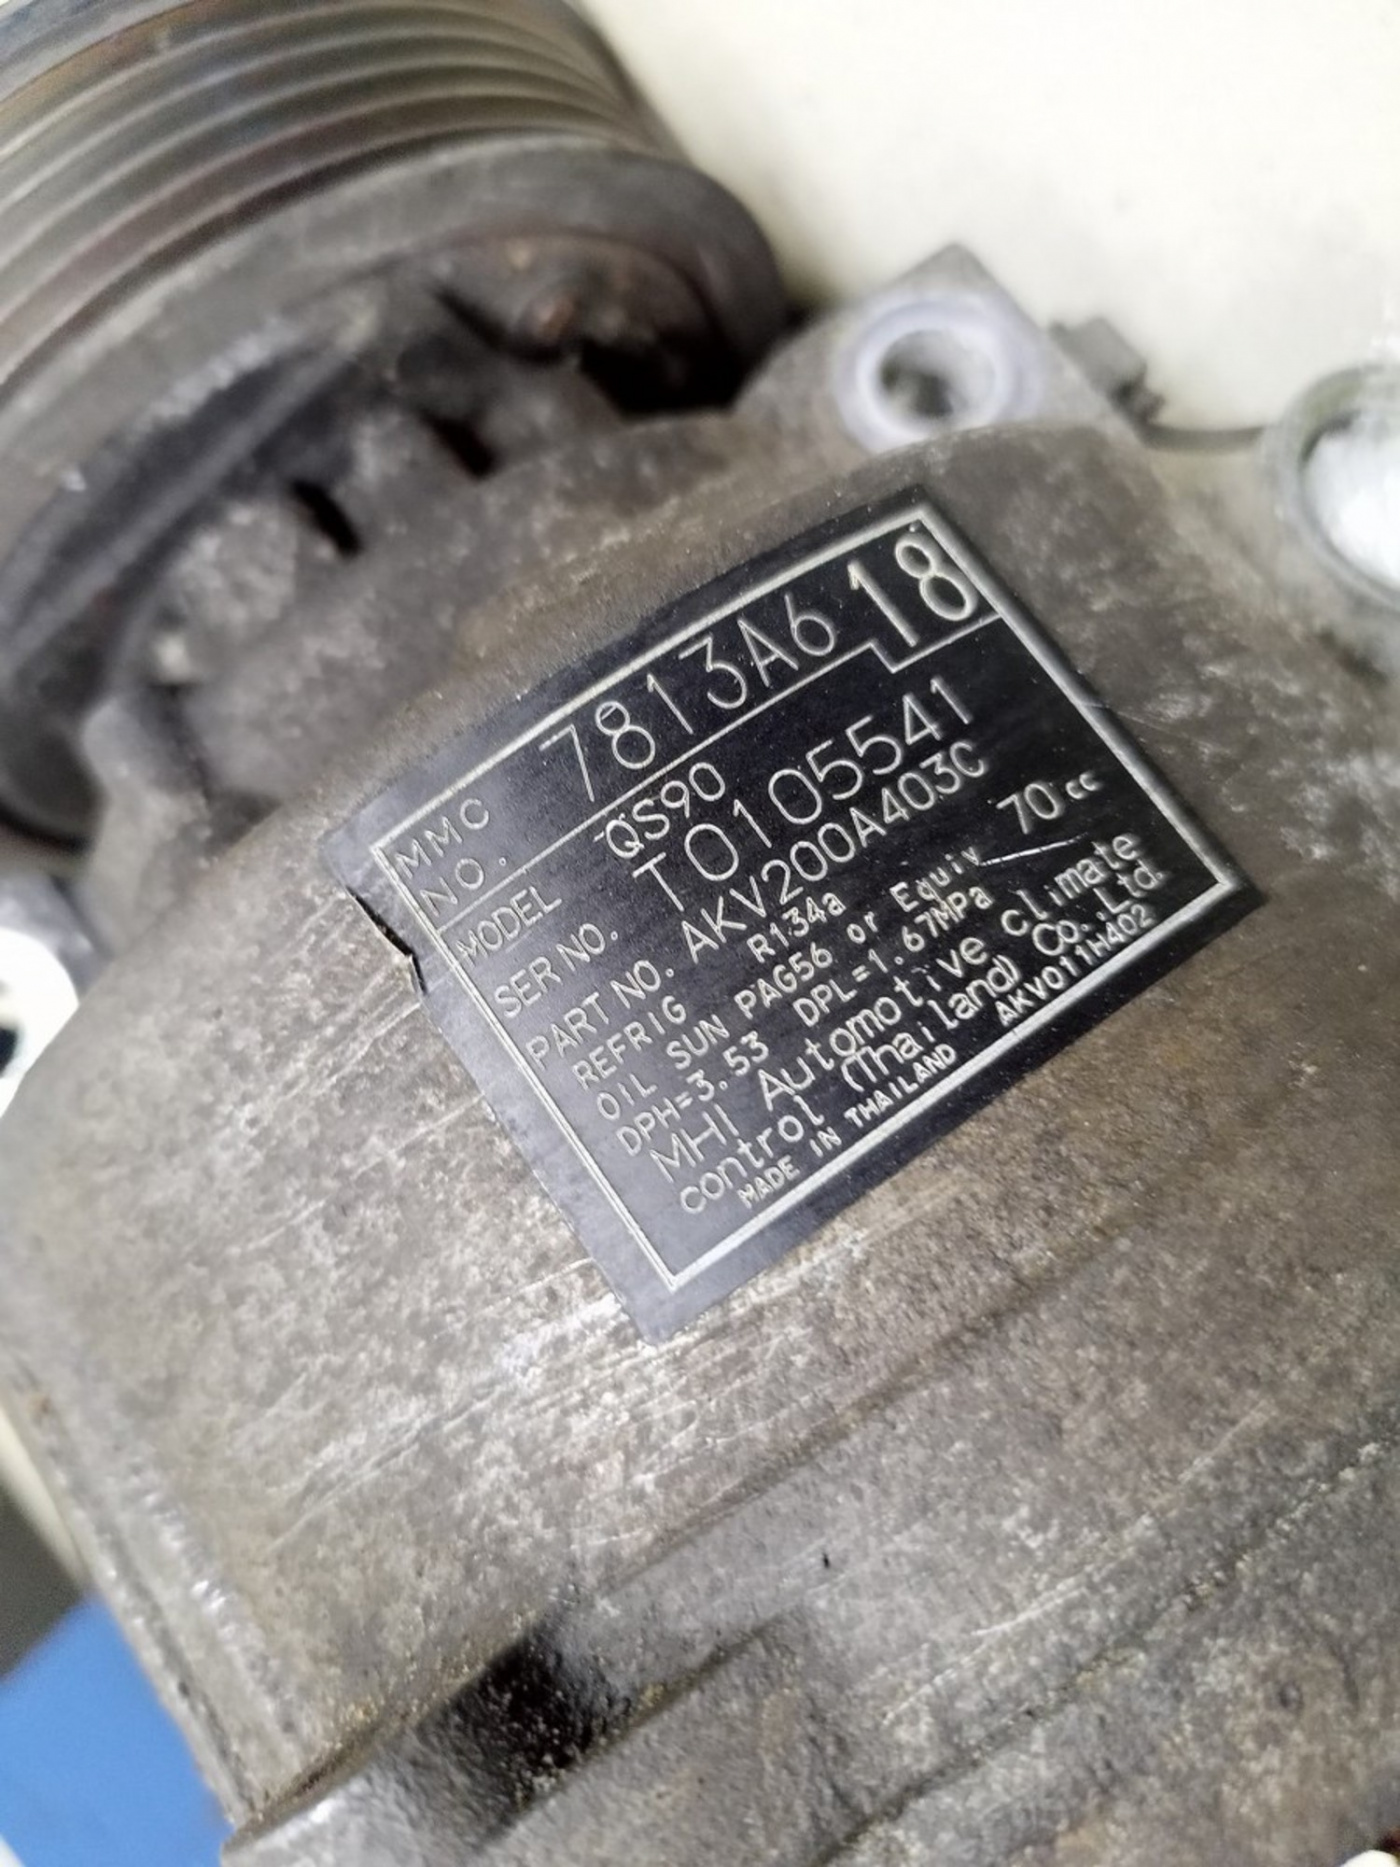 MMC NO. 7813A618
MODEL QS90
SER NO. T0105541
PART NO. AKV200A403C
REFRIG R134a 70cc
OIL SUN PAG56 or Equiv
DPH=3.53 DPL=1.67MPa
MHI Automotive climate
control (Thailand) Co.,Ltd.
MADE IN THAILAND AKV011H402